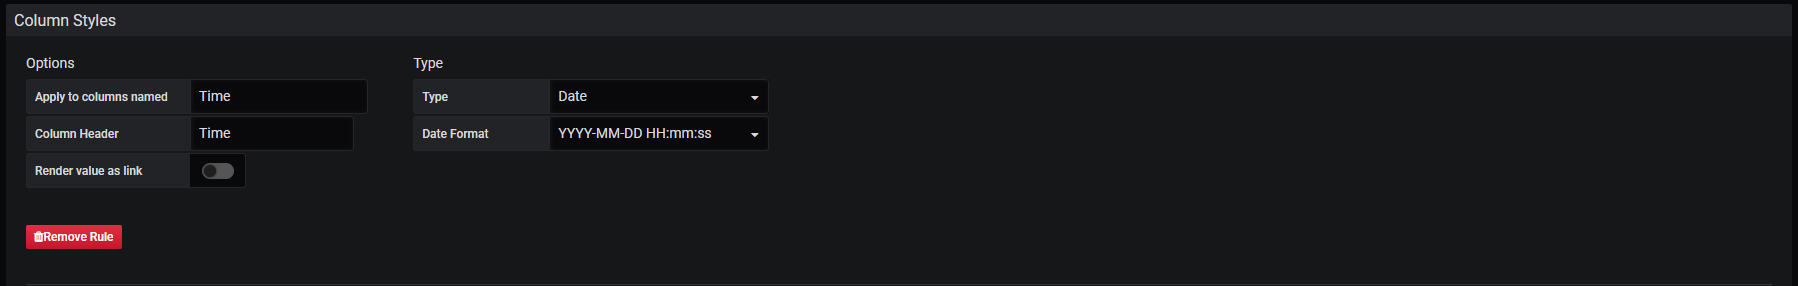 Column Styles
Options
Apply to columns named Time
Column Header Time
Render value as link
Type
Type Date
Date Format YYYY-MM-DD HH:mm:ss
Remove Rule